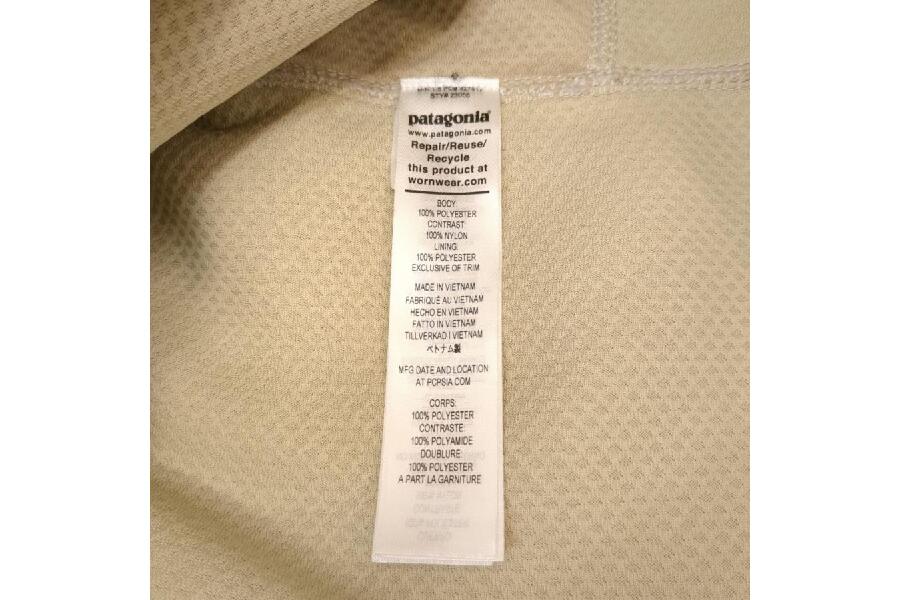 STY# 23056
patagonia
www.patagonia.com
Repair/Reuse/
Recycle
this product at
wornwear.com
BODY:
100% POLYESTER
CONTRAST:
100% NYLON
LINING:
100% POLYESTER
EXCLUSIVE OF TRIM
MADE IN VIETNAM
FABRIQUÉ AU VIETNAM
HECHO EN VIETNAM
FATTO IN VIETNAM
TILLVERKAD I VIETNAM
ベトナム製
MFG DATE AND LOCATION
AT PCPSIA.COM
CORPS:
100% POLYESTER
CONTRASTE:
100% POLYAMIDE
DOUBLURE:
100% POLYESTER
A PART LA GARNITURE